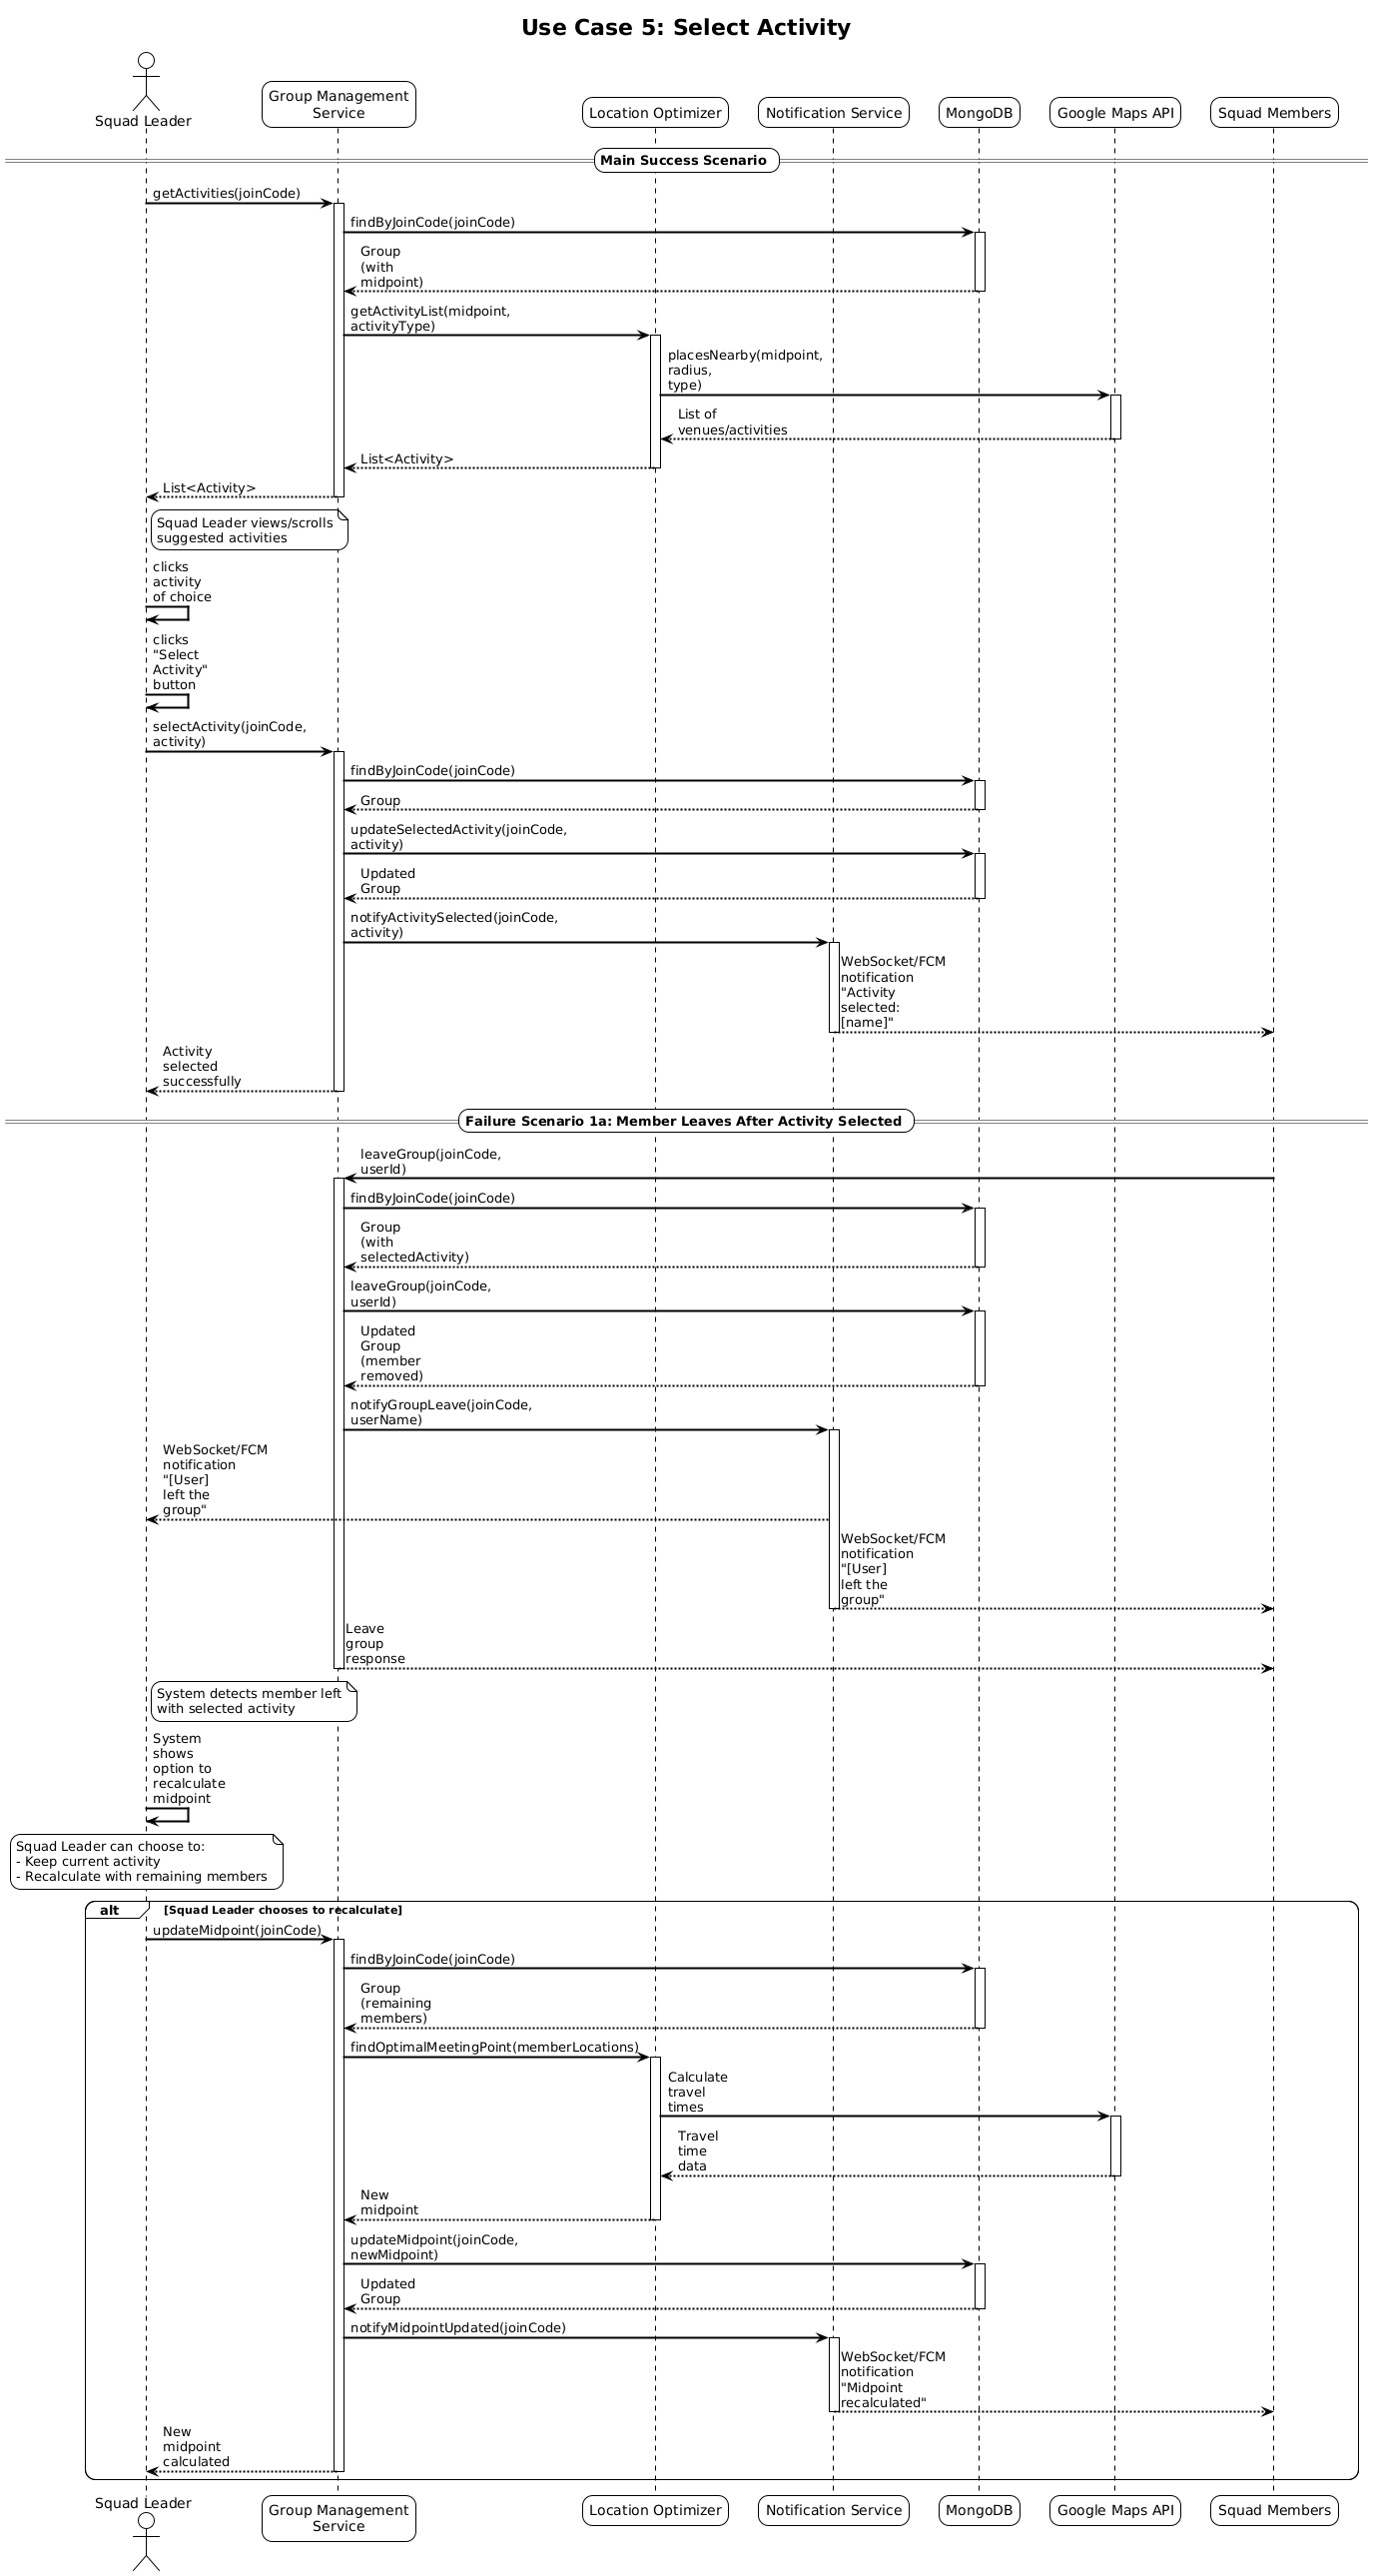 Use Case 5: Select Activity
Squad Leader
Group Management
Service
Location Optimizer
Notification Service
MongoDB
Google Maps API
Squad Members
Main Success Scenario
getActivities(joinCode)
findByJoinCode(joinCode)
Group
(with
midpoint)
getActivityList(midpoint,
activityType)
placesNearby(midpoint,
radius,
type)
List of
venues/activities
List<Activity>
List<Activity>
Squad Leader views/scrolls
suggested activities
clicks
activity
of choice
clicks
"Select
Activity"
button
selectActivity(joinCode,
activity)
findByJoinCode(joinCode)
Group
updateSelectedActivity(joinCode,
activity)
Updated
Group
notifyActivitySelected(joinCode,
activity)
WebSocket/FCM
notification
"Activity
selected:
[name]"
Activity
selected
successfully
Failure Scenario 1a: Member Leaves After Activity Selected
leaveGroup(joinCode,
userId)
findByJoinCode(joinCode)
Group
(with
selectedActivity)
leaveGroup(joinCode,
userId)
Updated
Group
(member
removed)
notifyGroupLeave(joinCode,
userName)
WebSocket/FCM
notification
"[User]
left the
group"
WebSocket/FCM
notification
"[User]
left the
group"
Leave
group
response
System detects member left
with selected activity
System
shows
option to
recalculate
midpoint
Squad Leader can choose to:
- Keep current activity
- Recalculate with remaining members
alt
[Squad Leader chooses to recalculate]
updateMidpoint(joinCode)
findByJoinCode(joinCode)
Group
(remaining
members)
findOptimalMeetingPoint(memberLocations)
Calculate
travel
times
Travel
time
data
New
midpoint
updateMidpoint(joinCode,
newMidpoint)
Updated
Group
notifyMidpointUpdated(joinCode)
WebSocket/FCM
notification
"Midpoint
recalculated"
New
midpoint
calculated
Squad Leader
Group Management
Service
Location Optimizer
Notification Service
MongoDB
Google Maps API
Squad Members